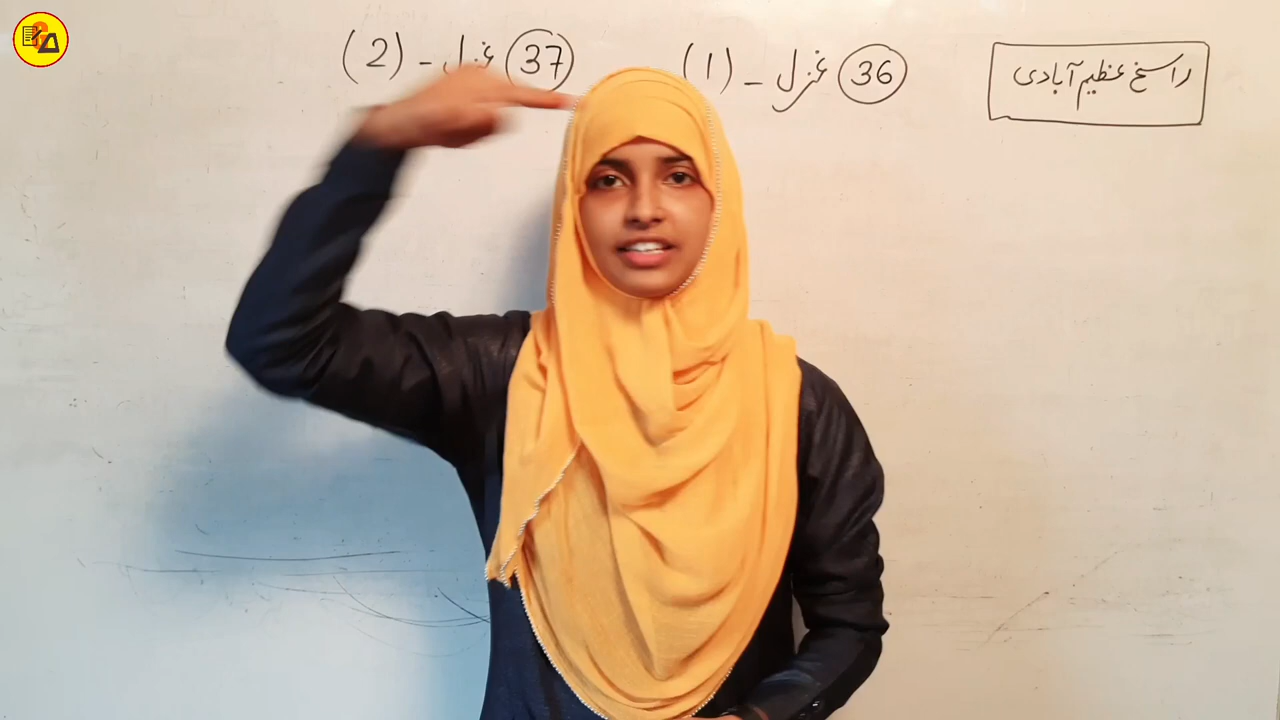 راسخ عظیم آبادی
36 غزل - (1)
37 غزل - (2)